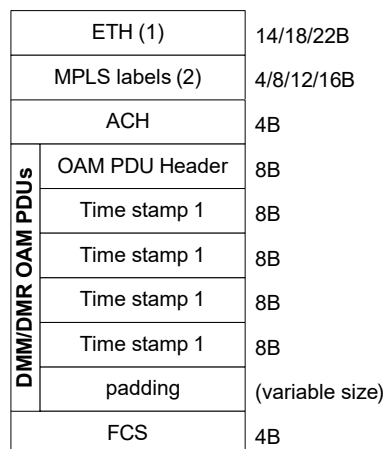 ETH (1) 14/18/22B
MPLS labels (2) 4/8/12/16B
ACH 4B
DMM/DMR OAM PDUs
OAM PDU Header 8B
Time stamp 1 8B
Time stamp 1 8B
Time stamp 1 8B
Time stamp 1 8B
padding (variable size)
FCS 4B